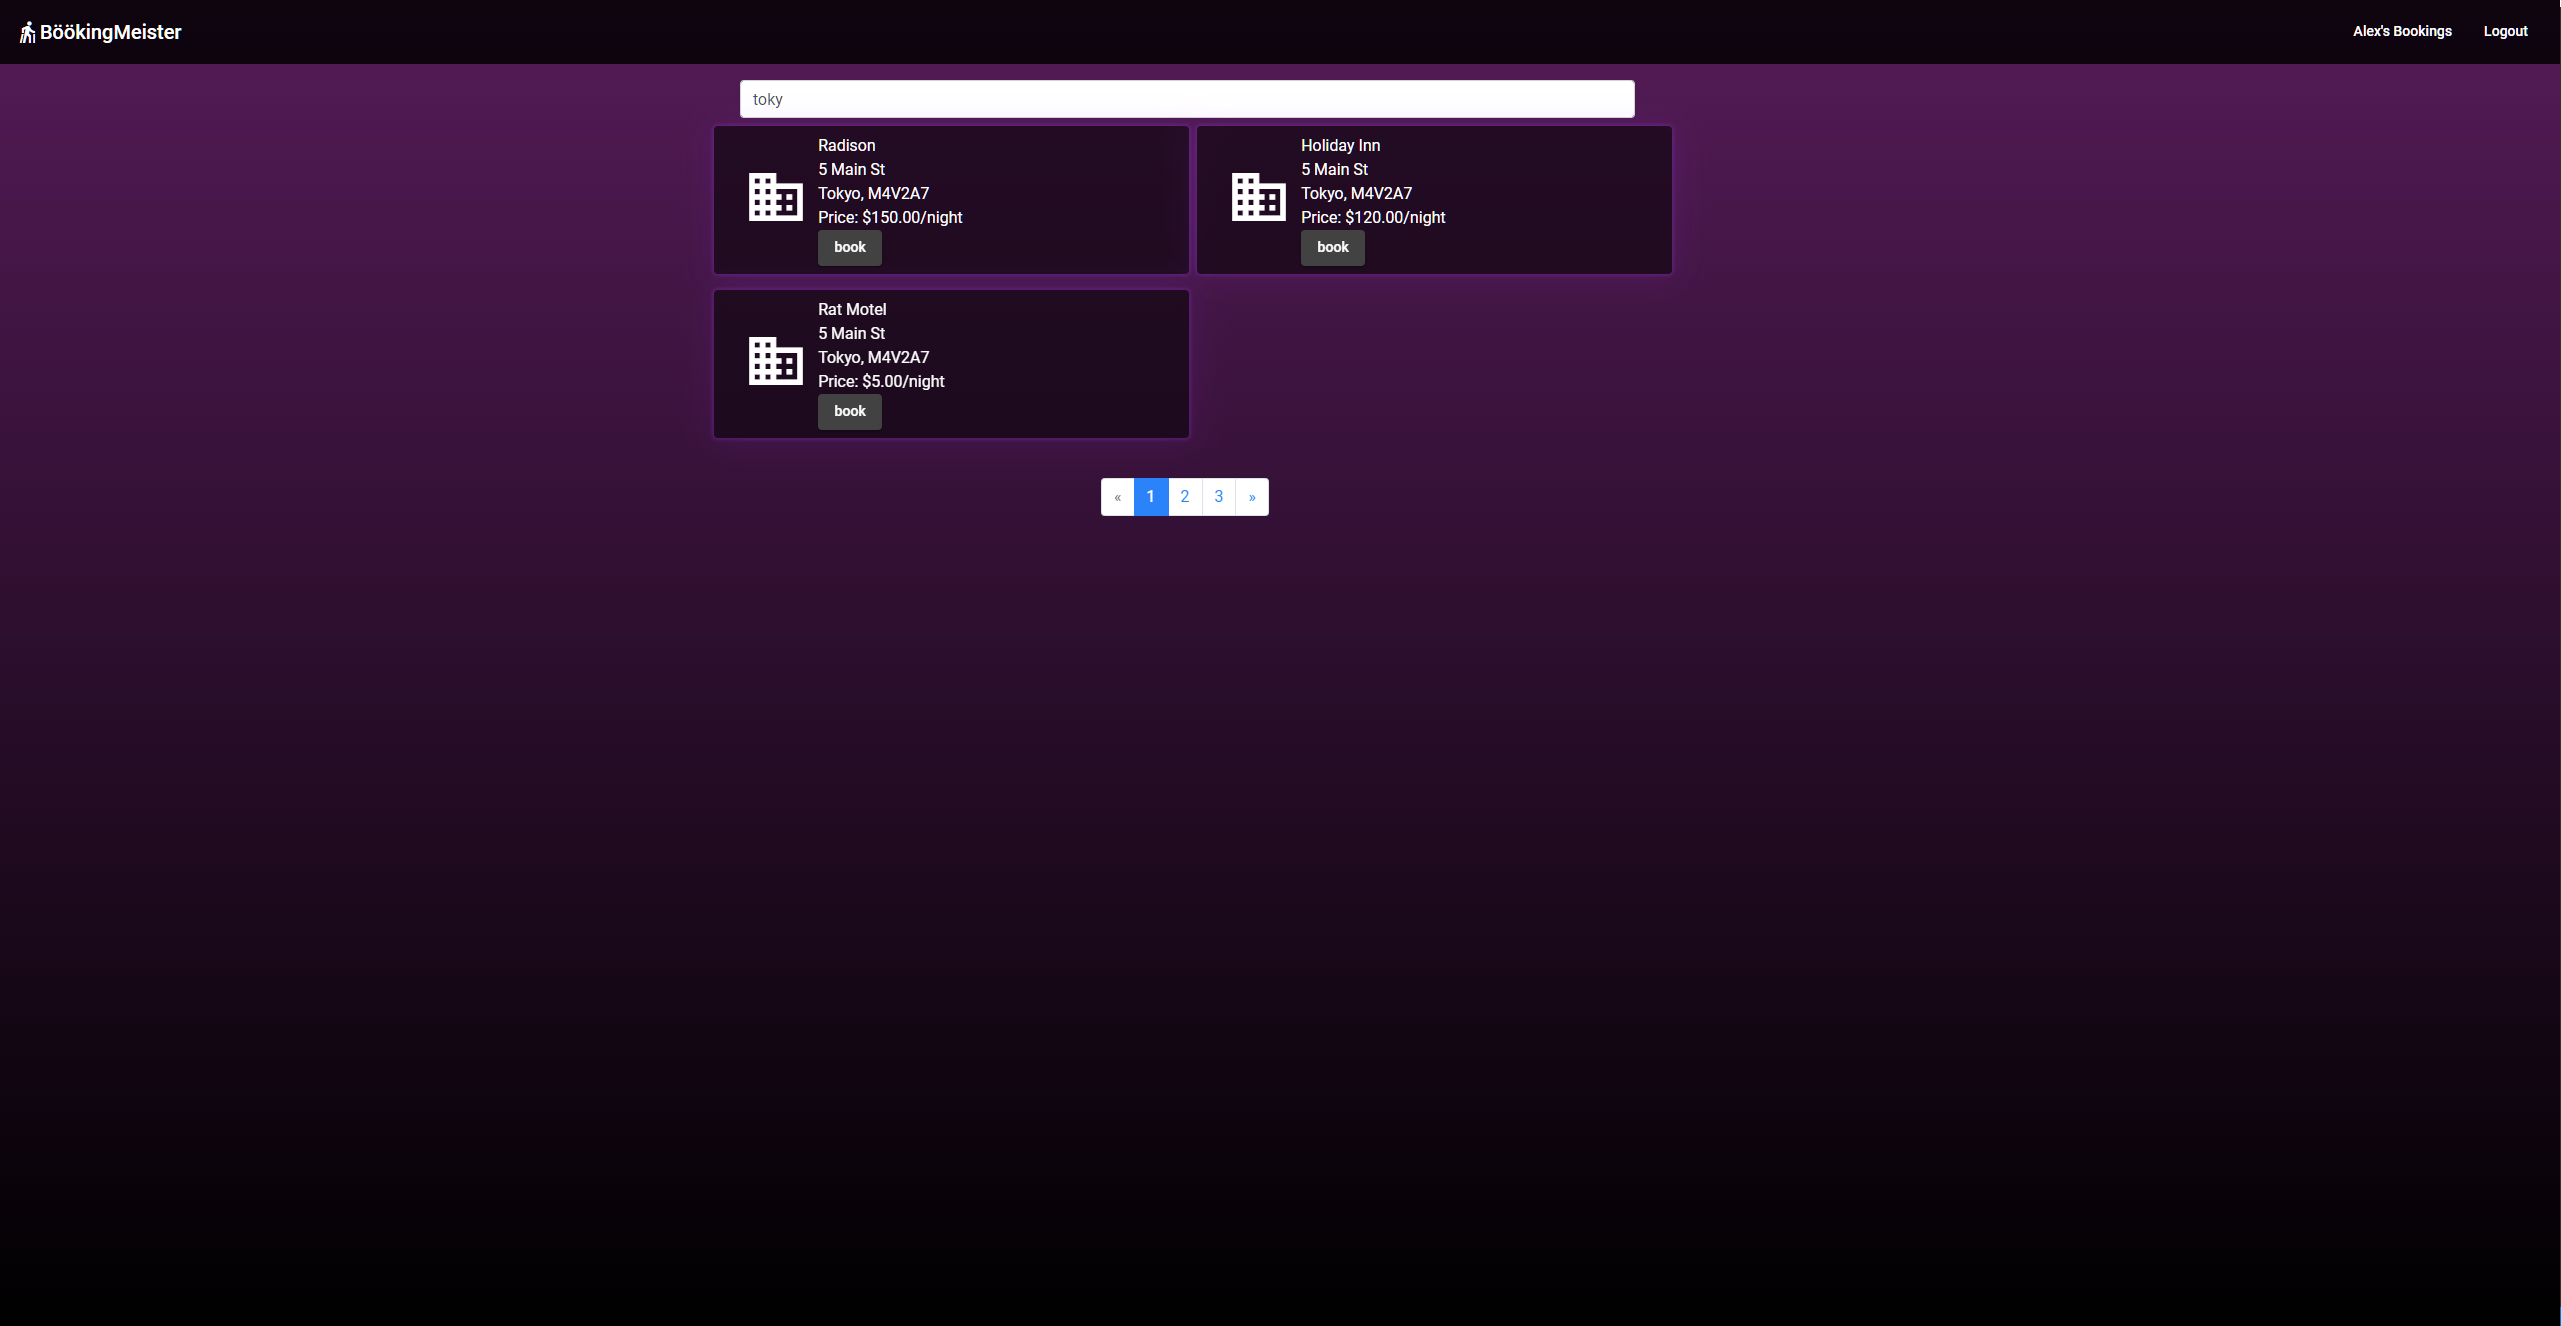 BöökingMeister
Alex's Bookings
Logout
toky
Radison
5 Main St
Tokyo, M4V2A7
Price: $150.00/night
book
Holiday Inn
5 Main St
Tokyo, M4V2A7
Price: $120.00/night
book
Rat Motel
5 Main St
Tokyo, M4V2A7
Price: $5.00/night
book
« 1 2 3 »